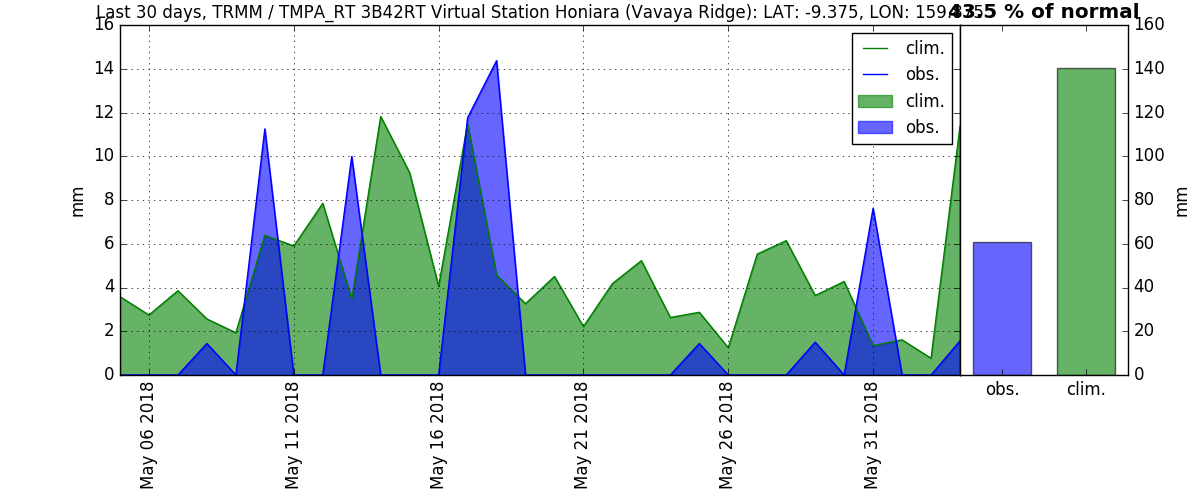 Last 30 days, TRMM / TMPA_RT 3B42RT Virtual Station Honiara (Vavaya Ridge): LAT: -9.375, LON: 159.875
43.5 % of normal
16
14
12
10
8
6
4
2
0
mm
clim.
obs.
clim.
obs.
May 06 2018
May 11 2018
May 16 2018
May 21 2018
May 26 2018
May 31 2018
160
140
120
100
80
60
40
20
0
mm
obs.
clim.